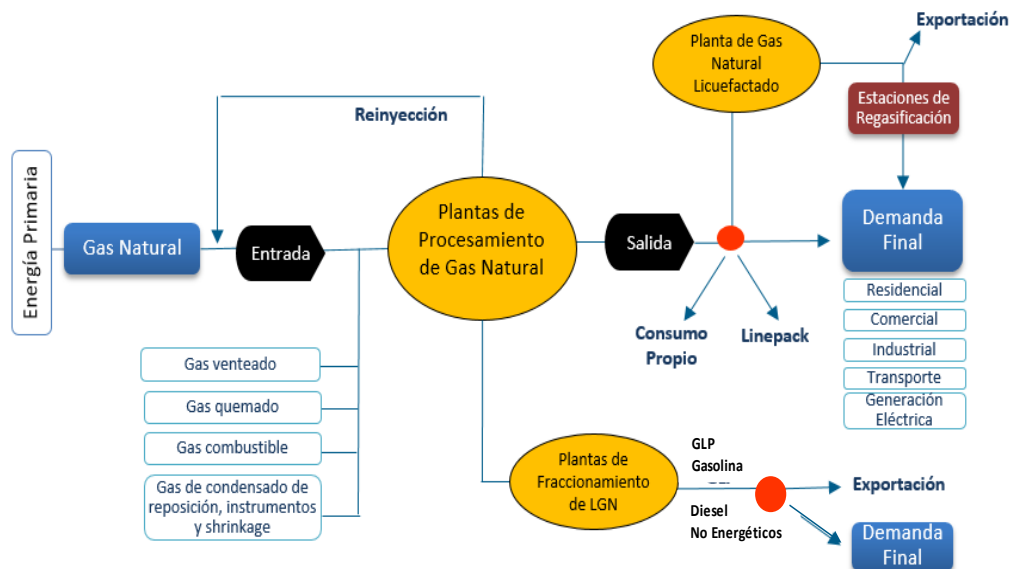 Exportación
Planta de Gas
Natural
Licuefactado
Estaciones de
Regasificación
Reinyección
Energía Primaria
Gas Natural
Entrada
Plantas de
Procesamiento
de Gas Natural
Salida
Demanda
Final
Residencial
Comercial
Industrial
Transporte
Generación
Eléctrica
Consumo
Propio
Linepack
Gas venteado
Gas quemado
Gas combustible
Gas de condensado de
reposición, instrumentos
y shrinkage
Plantas de
Fraccionamiento
de LGN
GLP
Gasolina
Diesel
No Energéticos
Exportación
Demanda
Final